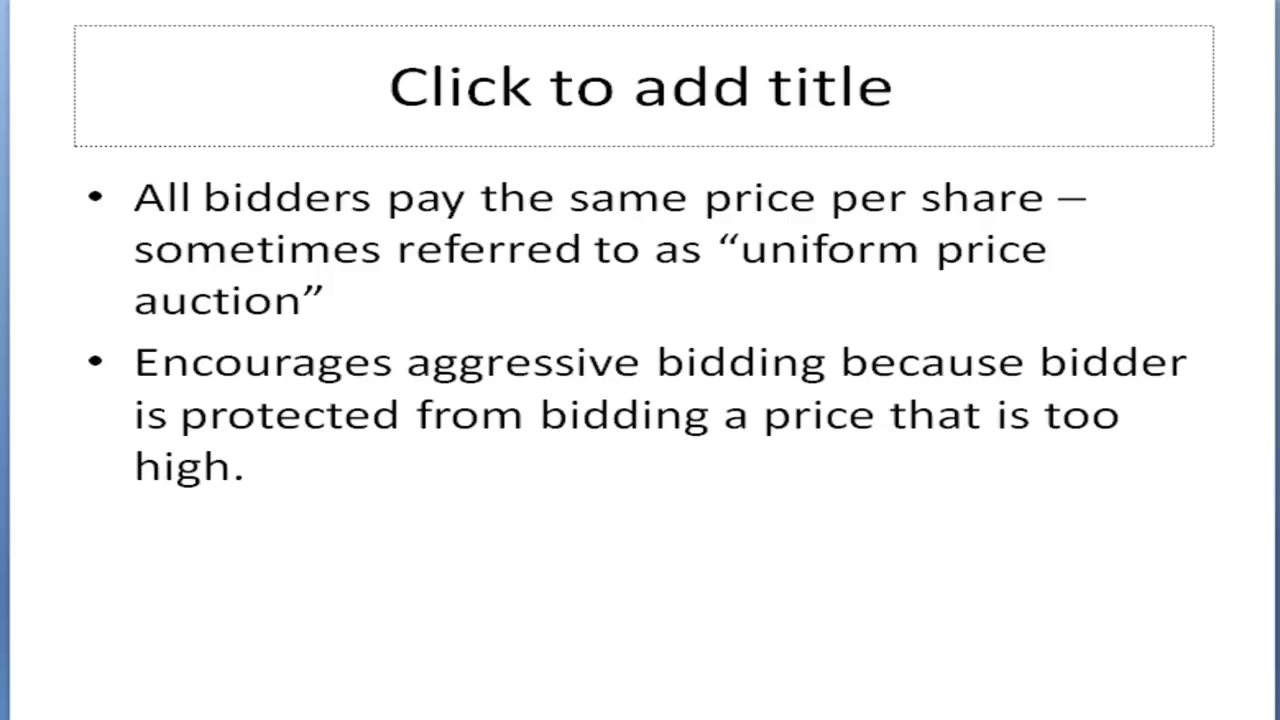 Click to add title
• All bidders pay the same price per share –
sometimes referred to as “uniform price
auction”
• Encourages aggressive bidding because bidder
is protected from bidding a price that is too
high.